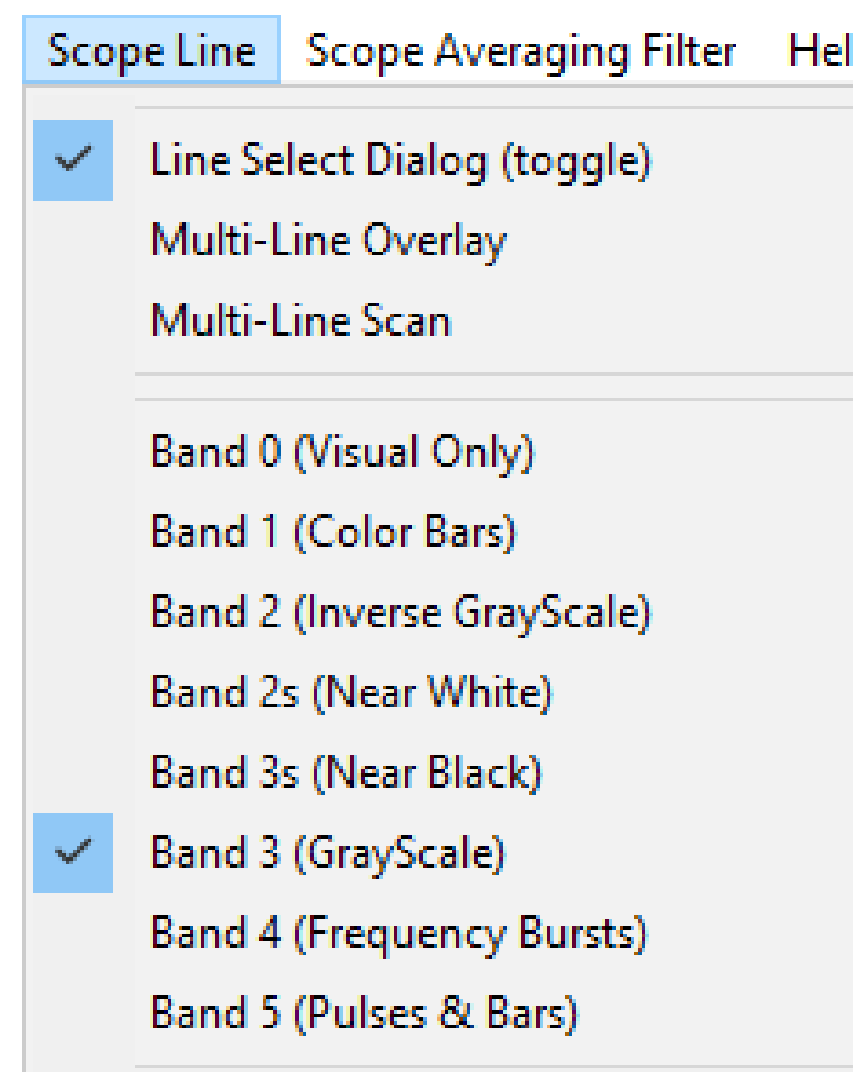 Scope Line Scope Averaging Filter Hel
Line Select Dialog (toggle)
Multi-Line Overlay
Multi-Line Scan
Band 0 (Visual Only)
Band 1 (Color Bars)
Band 2 (Inverse GrayScale)
Band 2s (Near White)
Band 3s (Near Black)
Band 3 (GrayScale)
Band 4 (Frequency Bursts)
Band 5 (Pulses & Bars)